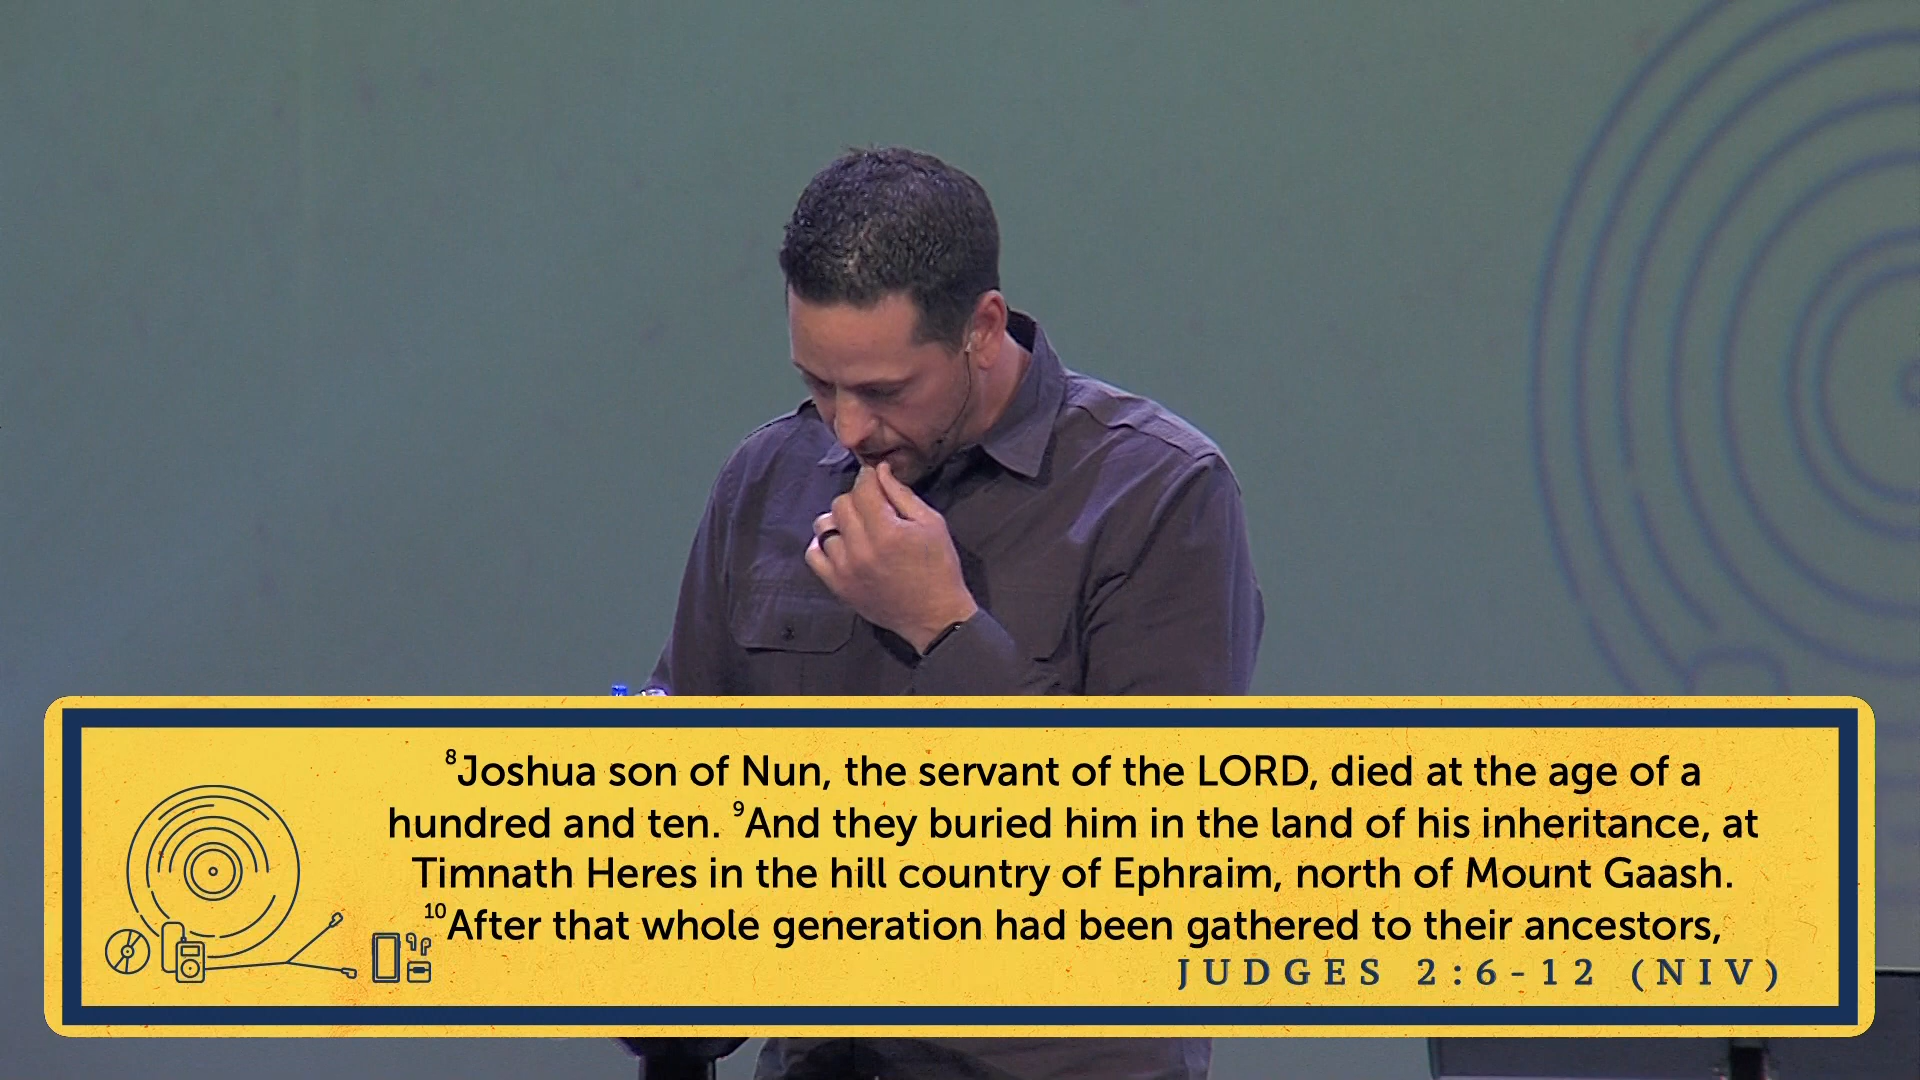 ⁸Joshua son of Nun, the servant of the LORD, died at the age of a
hundred and ten. ⁹And they buried him in the land of his inheritance, at
Timnath Heres in the hill country of Ephraim, north of Mount Gaash.
¹⁰After that whole generation had been gathered to their ancestors,
JUDGES 2:6-12 (NIV)